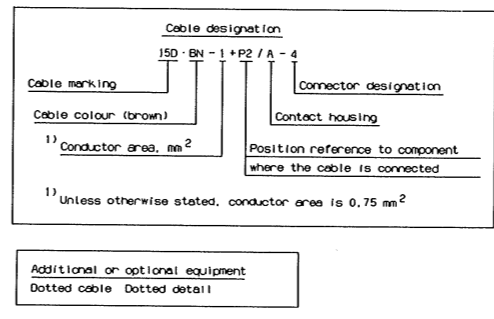 Cable designation
15D · BN - 1 + P2 / A - 4
Cable marking
Connector designation
Cable colour (brown)
Contact housing
1) Conductor area, mm2
Position reference to component
where the cable is connected
1) Unless otherwise stated, conductor area is 0,75 mm2
Additional or optional equipment
Dotted cable Dotted detail